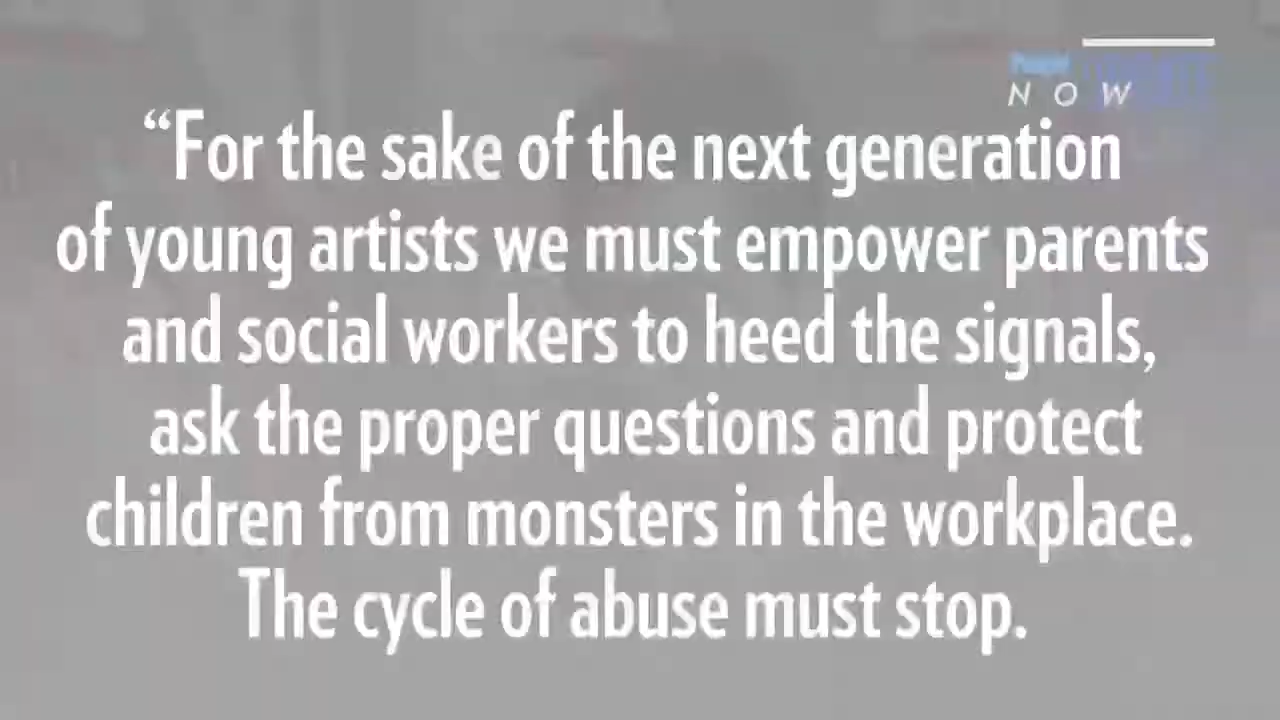 People
NOW
“For the sake of the next generation
of young artists we must empower parents
and social workers to heed the signals,
ask the proper questions and protect
children from monsters in the workplace.
The cycle of abuse must stop.